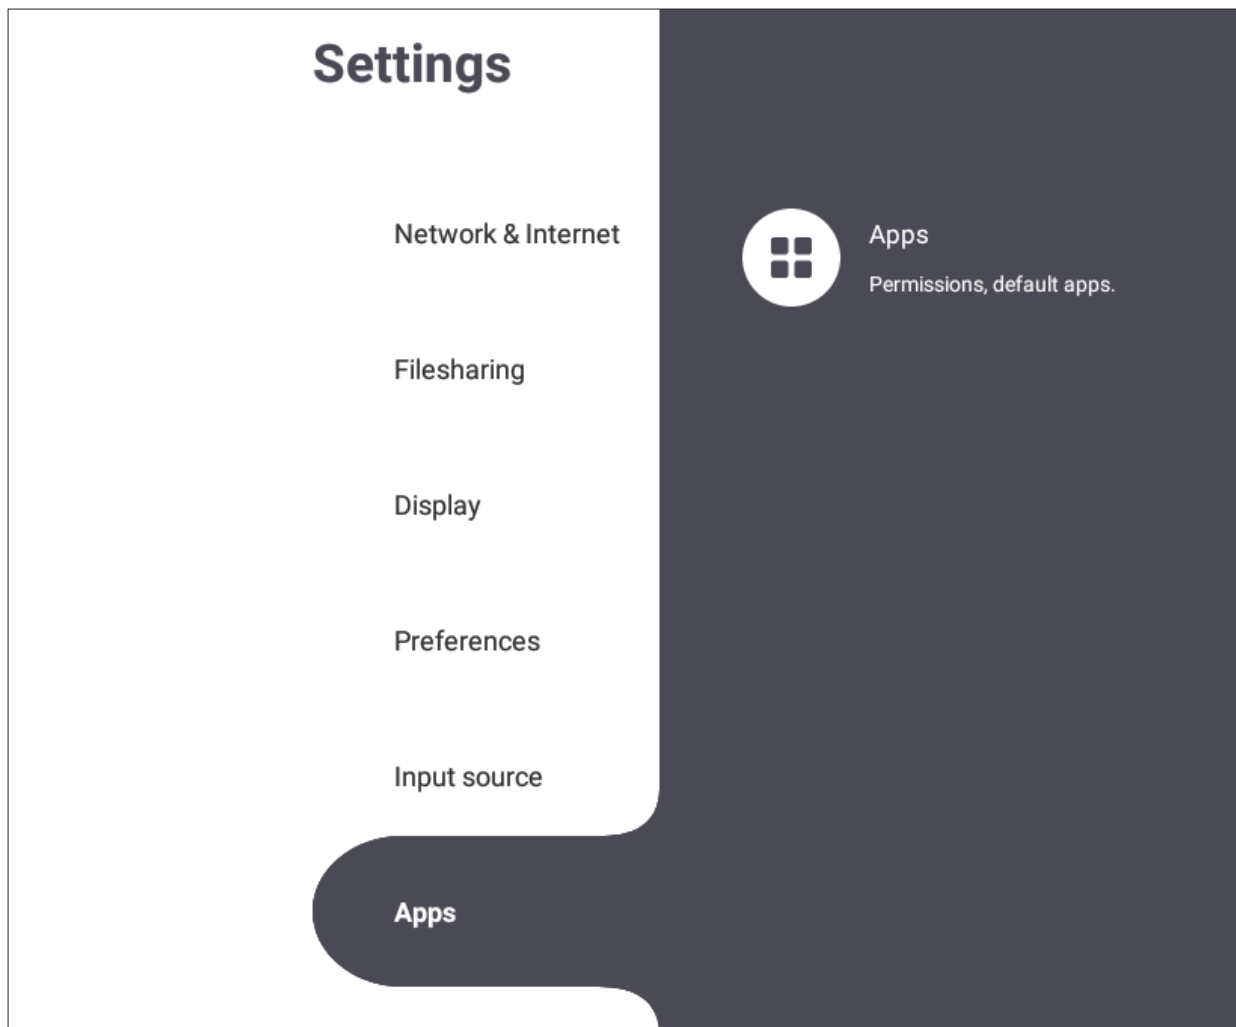 Settings
Network & Internet
Filesharing
Display
Preferences
Input source
Apps
Apps
Permissions, default apps.